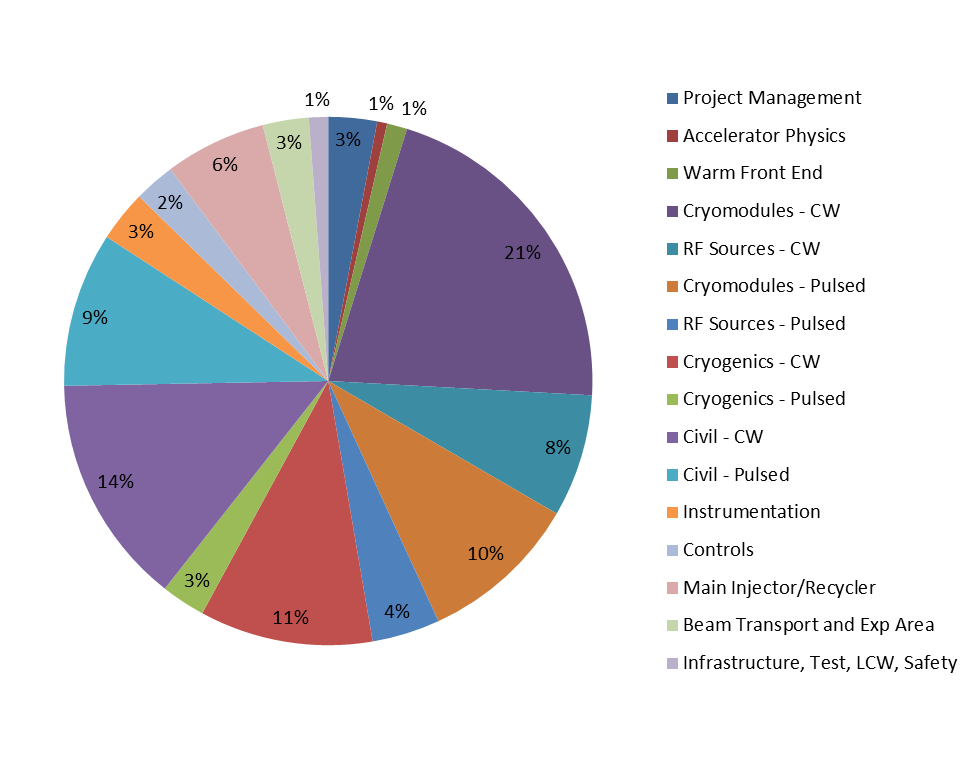 1%
1%
1%
3%
3%
6%
2%
3%
21%
9%
8%
14%
10%
3%
4%
11%
Project Management
Accelerator Physics
Warm Front End
Cryomodules - CW
RF Sources - CW
Cryomodules - Pulsed
RF Sources - Pulsed
Cryogenics - CW
Cryogenics - Pulsed
Civil - CW
Civil - Pulsed
Instrumentation
Controls
Main Injector/Recycler
Beam Transport and Exp Area
Infrastructure, Test, LCW, Safety